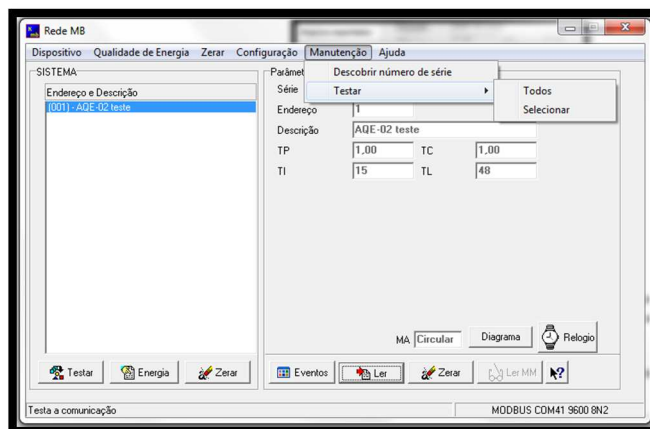 Rede MB
Dispositivo Qualidade de Energia Zerar Configuração Manutenção Ajuda
SISTEMA
Endereço e Descrição
(001) - AQE-02 teste
Descobrir número de série
Testar
Todos
Selecionar
Série
Endereço 1
Descrição AQE-02 teste
TP 1,00 TC 1,00
TI 15 TL 48
MA Circular Diagrama Relogio
Testar Energia Zerar Eventos Ler Zerar Ler MM
Testa a comunicação MODBUS COM41 9600 8N2